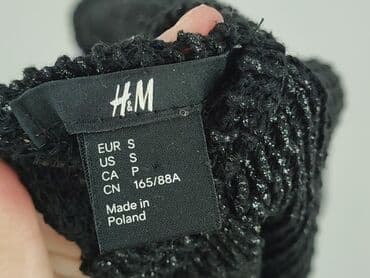 H&M
EUR S
US S
CA P
CN 165/88A
Made in
Poland